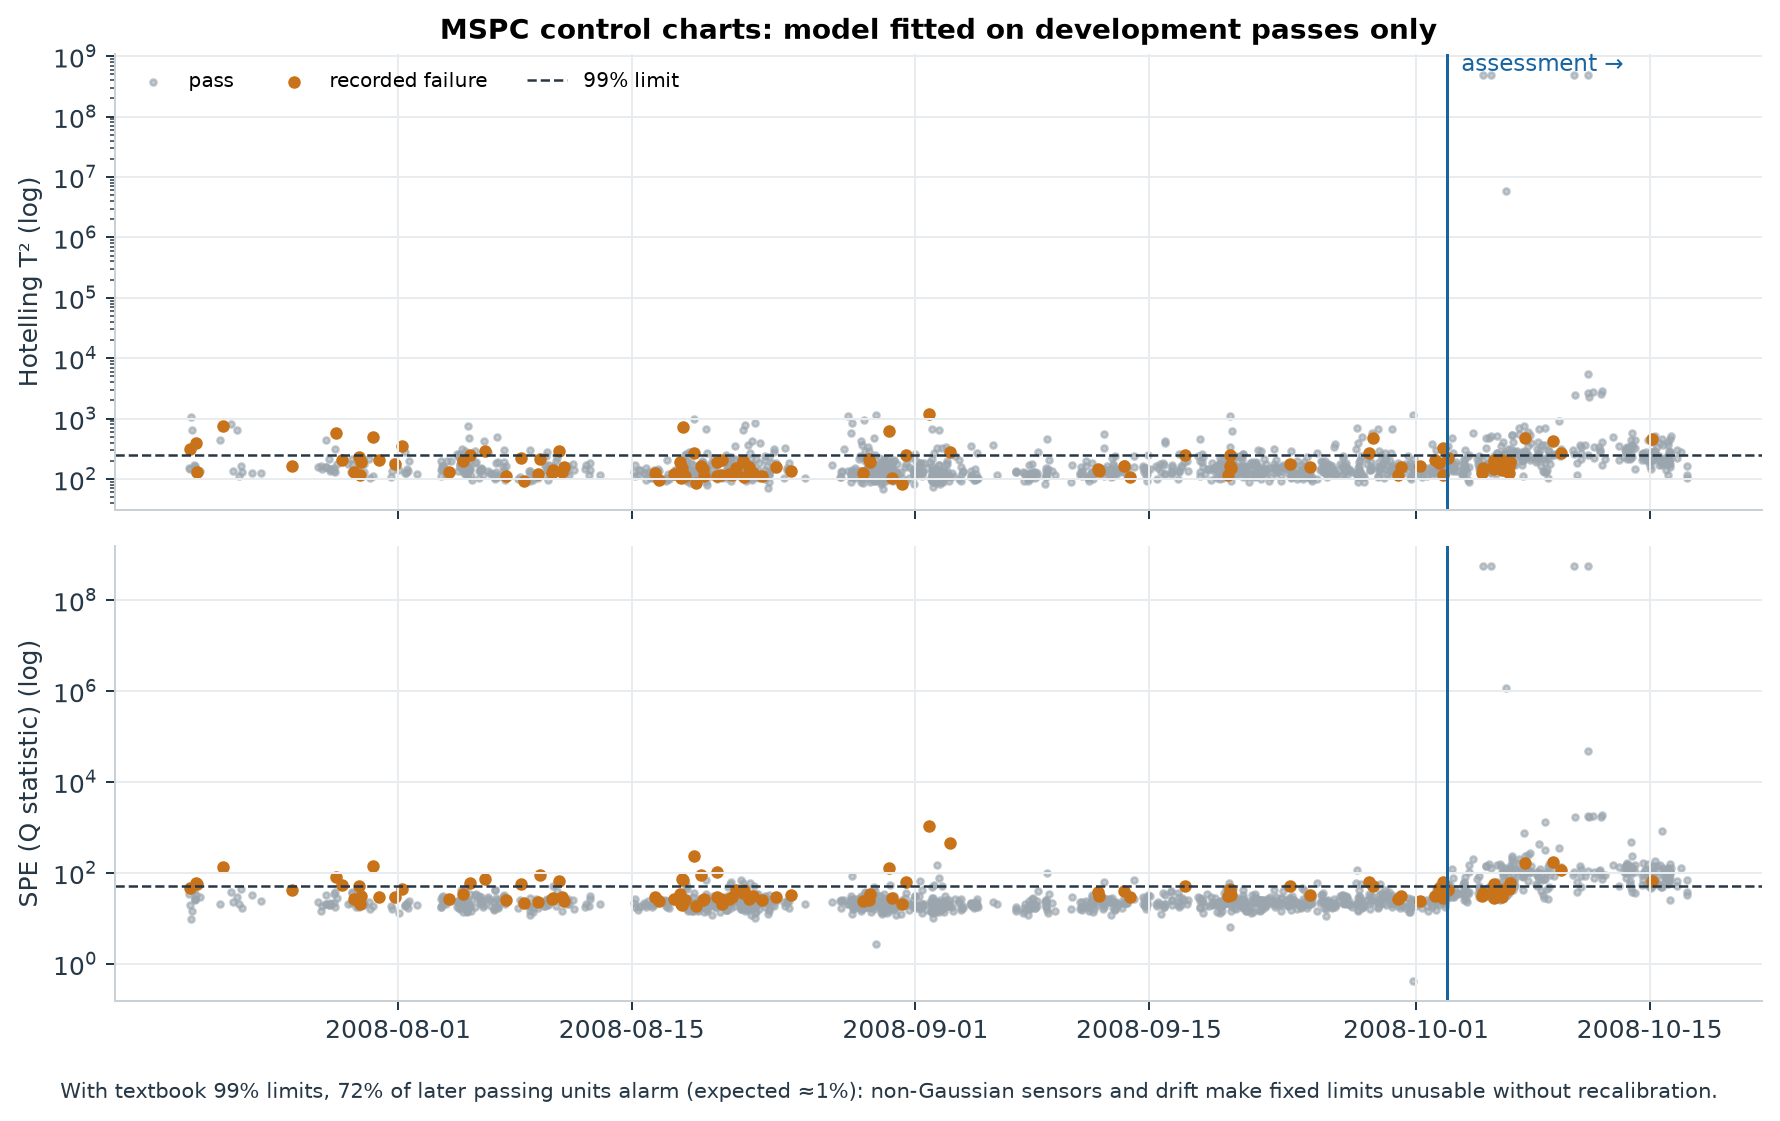 MSPC control charts: model fitted on development passes only
10⁹
10⁸
10⁷
10⁶
10⁵
10⁴
10³
10²
Hotelling T² (log)
pass
recorded failure
99% limit
assessment →
10⁸
10⁶
10⁴
10²
10⁰
SPE (Q statistic) (log)
2008-08-01
2008-08-15
2008-09-01
2008-09-15
2008-10-01
2008-10-15
With textbook 99% limits, 72% of later passing units alarm (expected ≈1%): non-Gaussian sensors and drift make fixed limits unusable without recalibration.